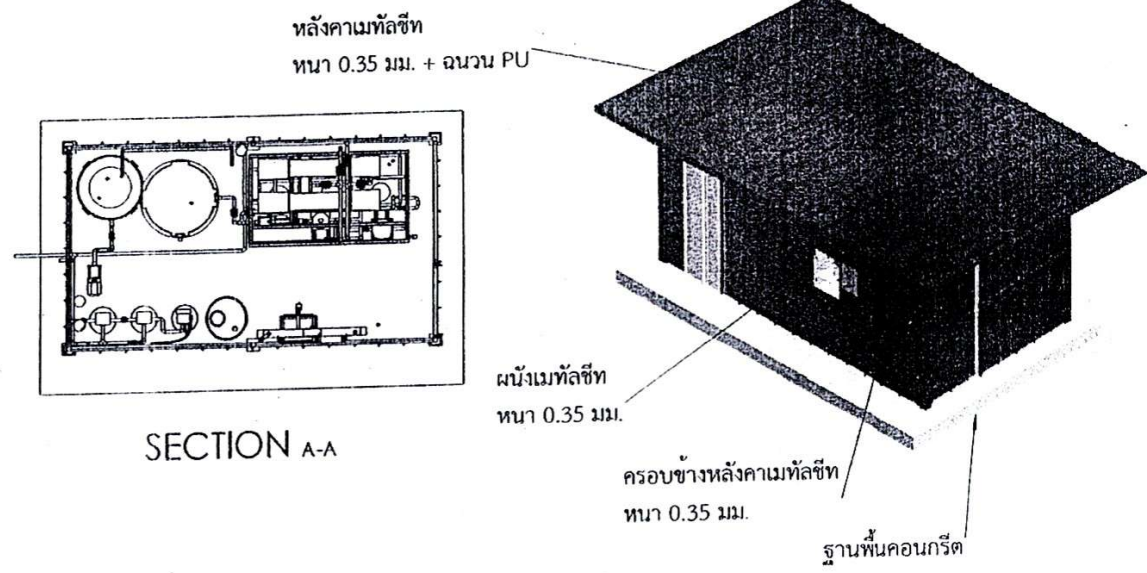 หลังคาเมทัลชีท
หนา 0.35 มม. + ฉนวน PU
SECTION A-A
ผนังเมทัลชีท
หนา 0.35 มม.
ครอบข้างหลังคาเมทัลชีท
หนา 0.35 มม.
ฐานพื้นคอนกรีต